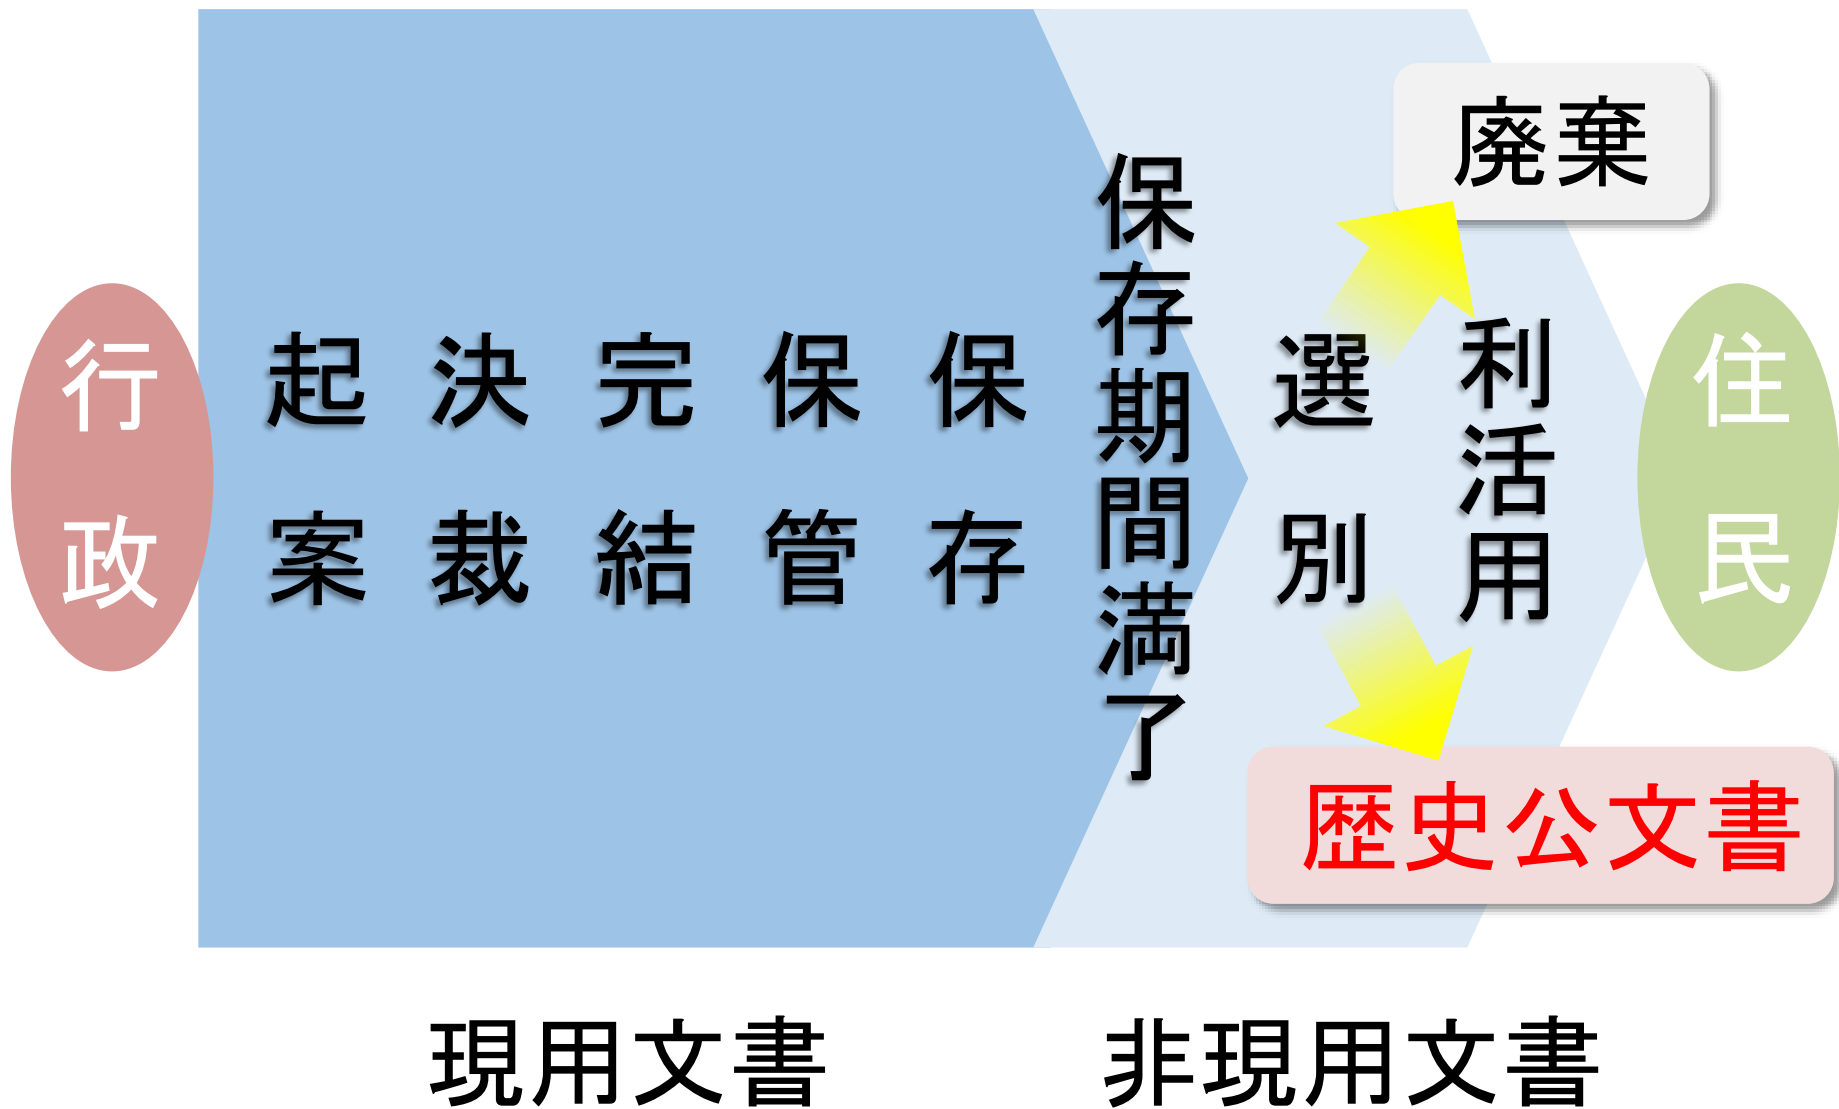 行政
起案
決裁
完結
保管
保存
保存期間満了
選別
廃棄
利活用
歴史公文書
住民
現用文書
非現用文書